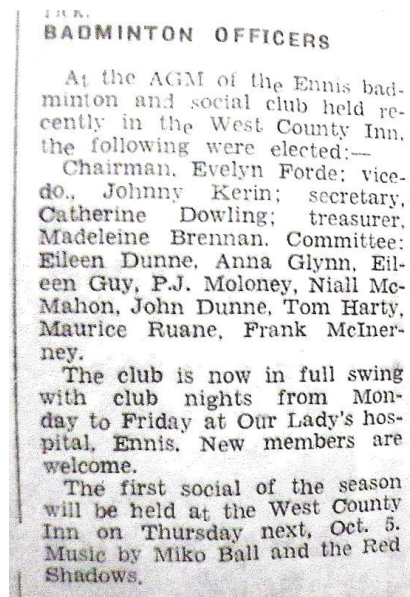 BADMINTON OFFICERS
At the AGM of the Ennis bad-
minton and social club held re-
cently in the West County Inn,
the following were elected:—
Chairman, Evelyn Forde; vice-
do., Johnny Kerin; secretary,
Catherine Dowling; treasurer,
Madeleine Brennan. Committee:
Eileen Dunne, Anna Glynn, Eil-
een Guy, P.J. Moloney, Niall Mc-
Mahon, John Dunne, Tom Harty,
Maurice Ruane, Frank McIner-
ney.
The club is now in full swing
with club nights from Mon-
day to Friday at Our Lady's hos-
pital, Ennis. New members are
welcome.
The first social of the season
will be held at the West County
Inn on Thursday next, Oct. 5.
Music by Miko Ball and the Red
Shadows.